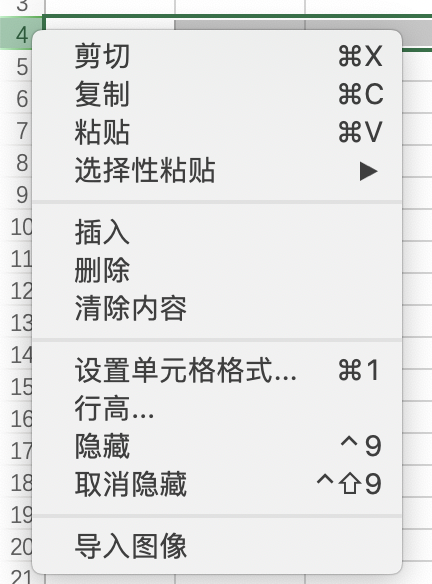 3
4
剪切 ⌘X
5
复制 ⌘C
6
粘贴 ⌘V
7
选择性粘贴 ▶
8
9
插入
10
删除
11
12
清除内容
13
14
设置单元格格式... ⌘1
15
行高...
16
隐藏 ^9
17
取消隐藏 ^⇧9
18
19
导入图像
20
21